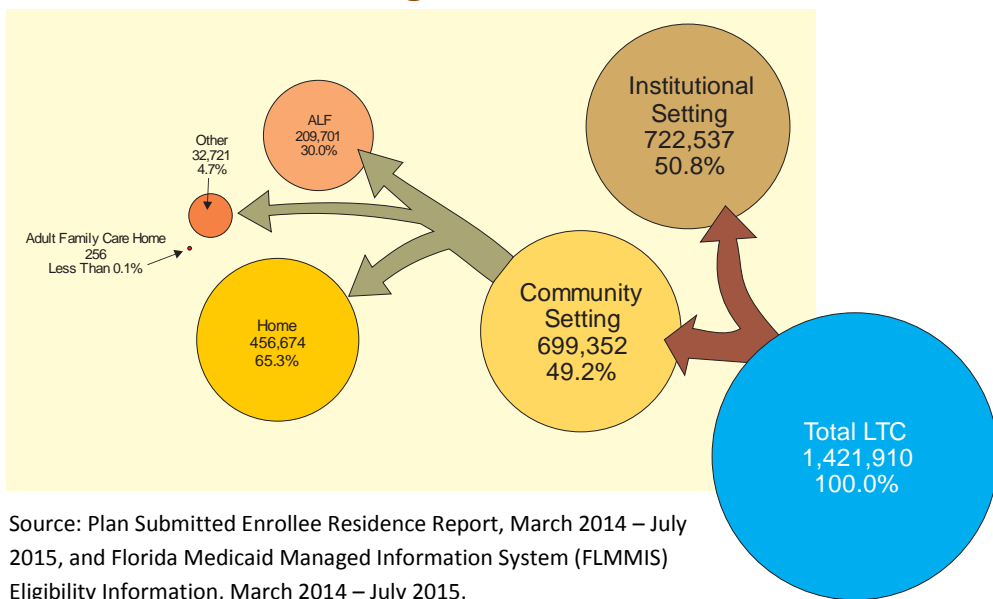 Institutional
Setting
722,537
50.8%
ALF
209,701
30.0%
Other
32,721
4.7%
Adult Family Care Home
256
Less Than 0.1%
Home
456,674
65.3%
Community
Setting
699,352
49.2%
Total LTC
1,421,910
100.0%
Source: Plan Submitted Enrollee Residence Report, March 2014 – July
2015, and Florida Medicaid Managed Information System (FLMMIS)
Eligibility Information, March 2014 – July 2015.